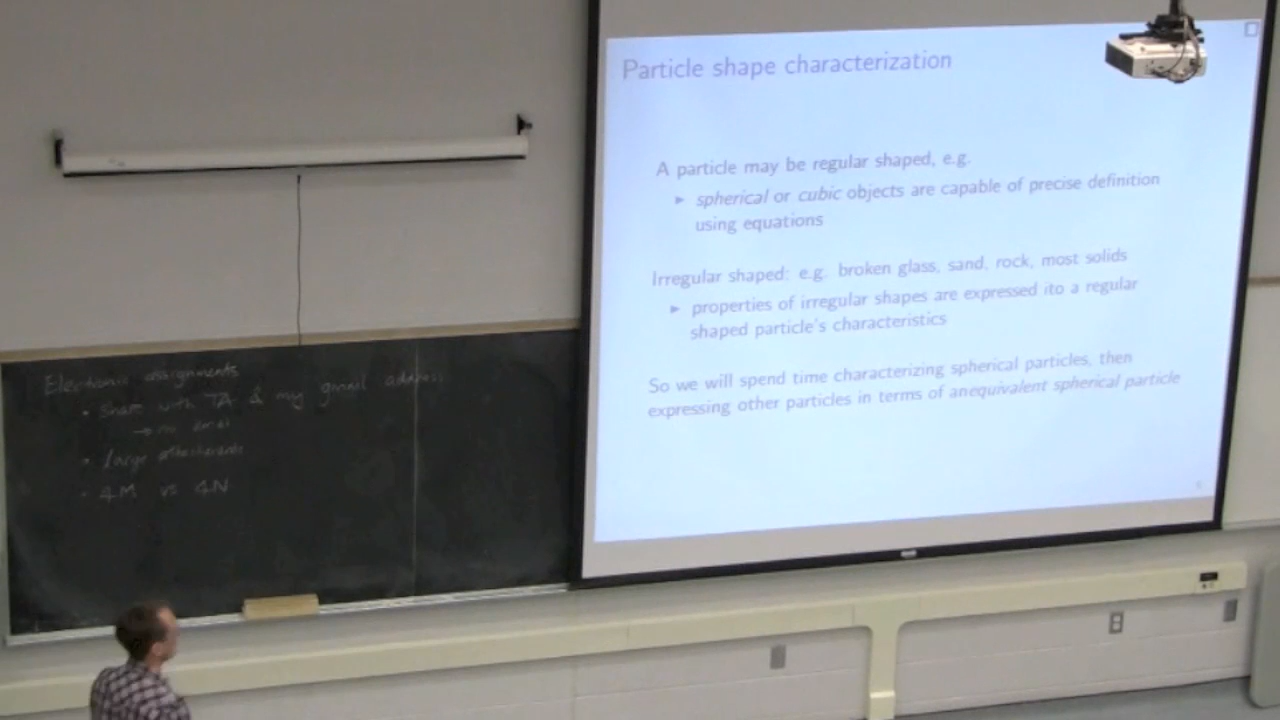 Electronic assignments
• Share with TA & my gmail address
→ no email
• large attachments
• 4M vs 4N
Particle shape characterization
A particle may be regular shaped, e.g.
▶ spherical or cubic objects are capable of precise definition
using equations
Irregular shaped: e.g. broken glass, sand, rock, most solids
▶ properties of irregular shapes are expressed ito a regular
shaped particle's characteristics
So we will spend time characterizing spherical particles, then
expressing other particles in terms of anequivalent spherical particle